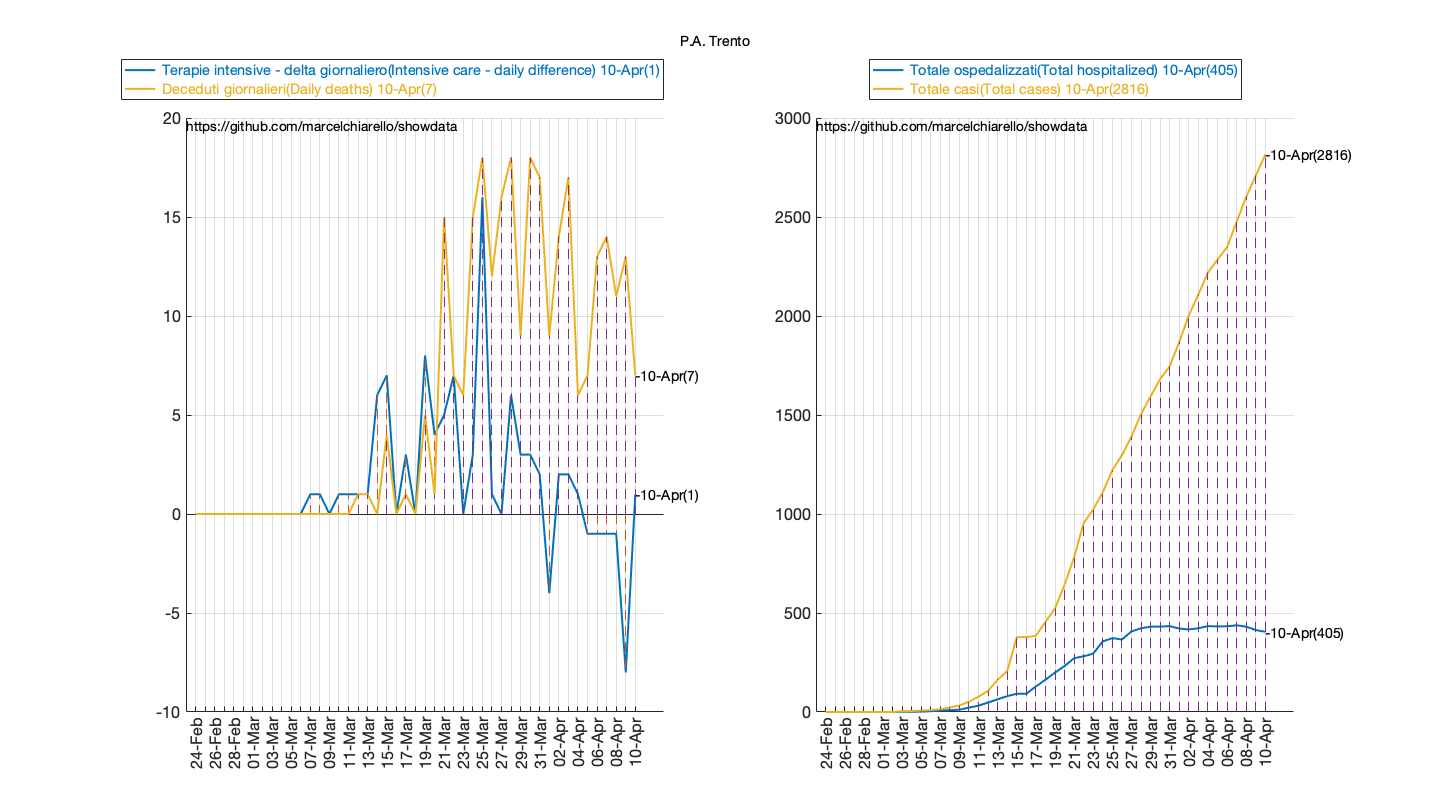 P.A. Trento
Terapie intensive - delta giornaliero(Intensive care - daily difference) 10-Apr(1)
Deceduti giornalieri(Daily deaths) 10-Apr(7)
https://github.com/marcelchiarello/showdata
20
15
10
5
0
-5
-10
-10-Apr(7)
-10-Apr(1)
24-Feb
26-Feb
28-Feb
01-Mar
03-Mar
05-Mar
07-Mar
09-Mar
11-Mar
13-Mar
15-Mar
17-Mar
19-Mar
21-Mar
23-Mar
25-Mar
27-Mar
29-Mar
31-Mar
02-Apr
04-Apr
06-Apr
08-Apr
10-Apr
Totale ospedalizzati(Total hospitalized) 10-Apr(405)
Totale casi(Total cases) 10-Apr(2816)
https://github.com/marcelchiarello/showdata
3000
2500
2000
1500
1000
500
0
-10-Apr(2816)
-10-Apr(405)
24-Feb
26-Feb
28-Feb
01-Mar
03-Mar
05-Mar
07-Mar
09-Mar
11-Mar
13-Mar
15-Mar
17-Mar
19-Mar
21-Mar
23-Mar
25-Mar
27-Mar
29-Mar
31-Mar
02-Apr
04-Apr
06-Apr
08-Apr
10-Apr